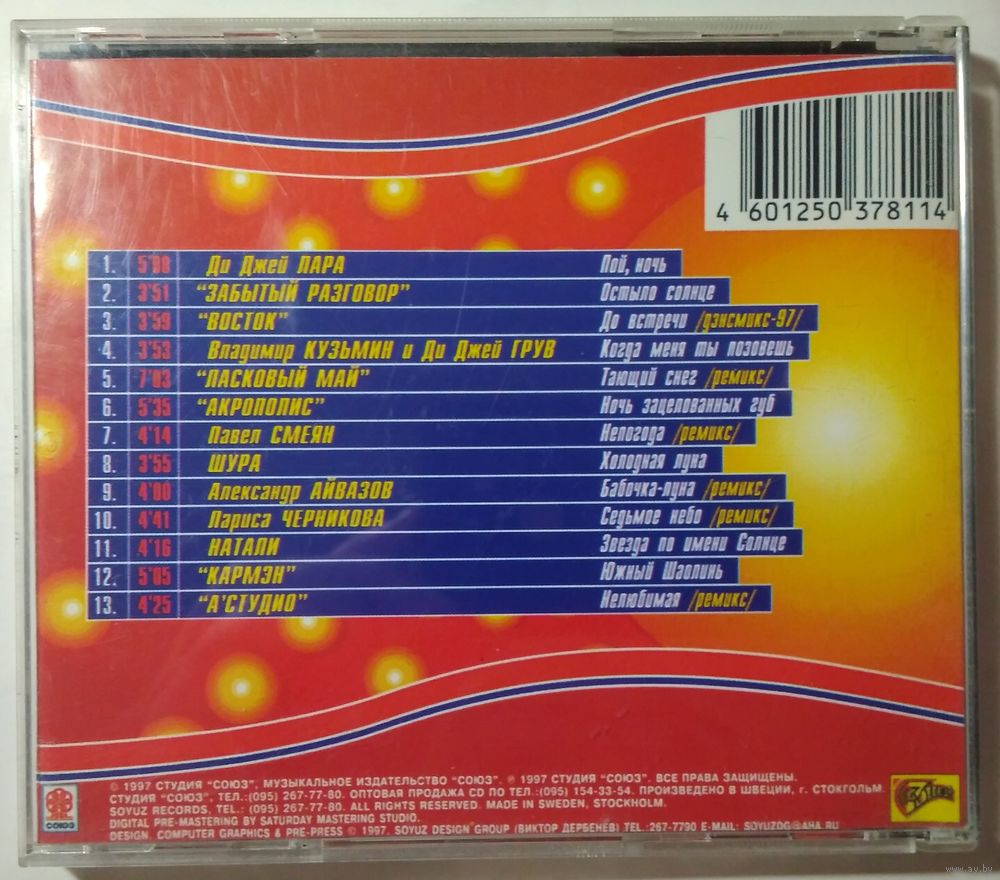 4 601250 378114
1. 5'00 Ди Джей ЛАРА Пой, ночь
2. 3'51 "ЗАБЫТЫЙ РАЗГОВОР" Остыло солнце
3. 3'59 "ВОСТОК" До встречи /дэнсмикс-97/
4. 3'53 Владимир КУЗЬМИН и Ди Джей ГРУВ Когда меня ты позовешь
5. 7'03 "ЛАСКОВЫЙ МАЙ" Тающий снег /ремикс/
6. 5'35 "АКРОПОЛИС" Ночь зацелованных губ
7. 4'14 Павел СМЕЯН Непогода /ремикс/
8. 3'55 ШУРА Холодная луна
9. 4'00 Александр АЙВАЗОВ Бабочка-луна /ремикс/
10. 4'41 Лариса ЧЕРНИКОВА Седьмое небо /ремикс/
11. 4'16 НАТАЛИ Звезда по имени Солнце
12. 5'05 "КАРМЭН" Южный Шаолинь
13. 4'25 "А'СТУДИО" Нелюбимая /ремикс/
© 1997 СТУДИЯ "СОЮЗ", МУЗЫКАЛЬНОЕ ИЗДАТЕЛЬСТВО "СОЮЗ". ℗ 1997 СТУДИЯ "СОЮЗ". ВСЕ ПРАВА ЗАЩИЩЕНЫ.
СТУДИЯ "СОЮЗ", ТЕЛ.:(095) 267-77-80. ОПТОВАЯ ПРОДАЖА CD ПО ТЕЛ.:(095) 154-33-54. ПРОИЗВЕДЕНО В ШВЕЦИИ, г. СТОКГОЛЬМ.
SOYUZ RECORDS. TEL.: (095) 267-77-80. ALL RIGHTS RESERVED. MADE IN SWEDEN, STOCKHOLM.
DIGITAL PRE-MASTERING BY SATURDAY MASTERING STUDIO.
DESIGN, COMPUTER GRAPHICS & PRE-PRESS © 1997, SOYUZ DESIGN GROUP (ВИКТОР ДЕРБЕНЁВ) TEL.:267-7790 E-MAIL: SOYUZDG@AHA.RU
СОЮЗ
www.ay.by